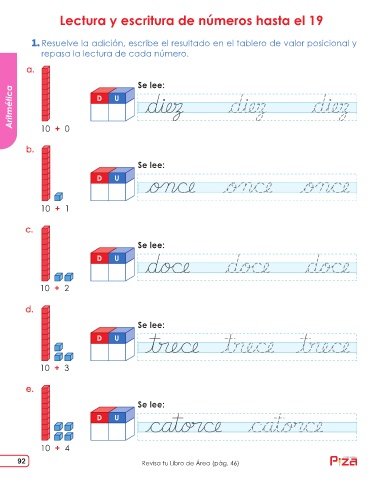 Lectura y escritura de números hasta el 19
1. Resuelve la adición, escribe el resultado en el tablero de valor posicional y
repasa la lectura de cada número.
Aritmética
a.
Se lee:
D U
diez diez diez
10 + 0
b.
Se lee:
D U
once once once
10 + 1
c.
Se lee:
D U
doce doce doce
10 + 2
d.
Se lee:
D U
trece trece trece
10 + 3
e.
Se lee:
D U
catorce catorce
10 + 4
92
Revisa tu Libro de Área (pág. 46)